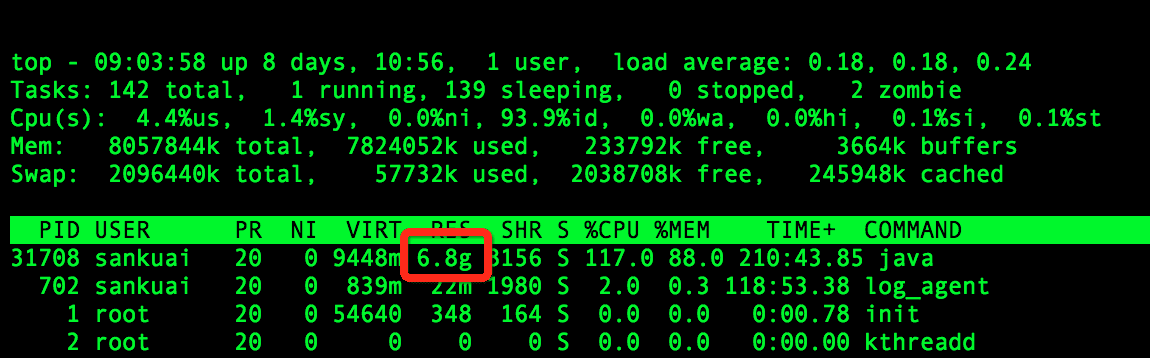 top - 09:03:58 up 8 days, 10:56,  1 user,  load average: 0.18, 0.18, 0.24
Tasks: 142 total,   1 running, 139 sleeping,   0 stopped,   2 zombie
Cpu(s):  4.4%us,  1.4%sy,  0.0%ni, 93.9%id,  0.0%wa,  0.0%hi,  0.1%si,  0.1%st
Mem:   8057844k total,  7824052k used,   233792k free,     3664k buffers
Swap:  2096440k total,    57732k used,  2038708k free,   245948k cached
PID USER      PR  NI  VIRT  RES  SHR S %CPU %MEM    TIME+  COMMAND
31708 sankuai   20   0 9448m 6.8g 3156 S 117.0 88.0 210:43.85 java
702 sankuai   20   0  839m  22m 1980 S  2.0  0.3 118:53.38 log_agent
1 root      20   0 54640  348  164 S  0.0  0.0   0:00.78 init
2 root      20   0     0    0    0 S  0.0  0.0   0:00.00 kthreadd